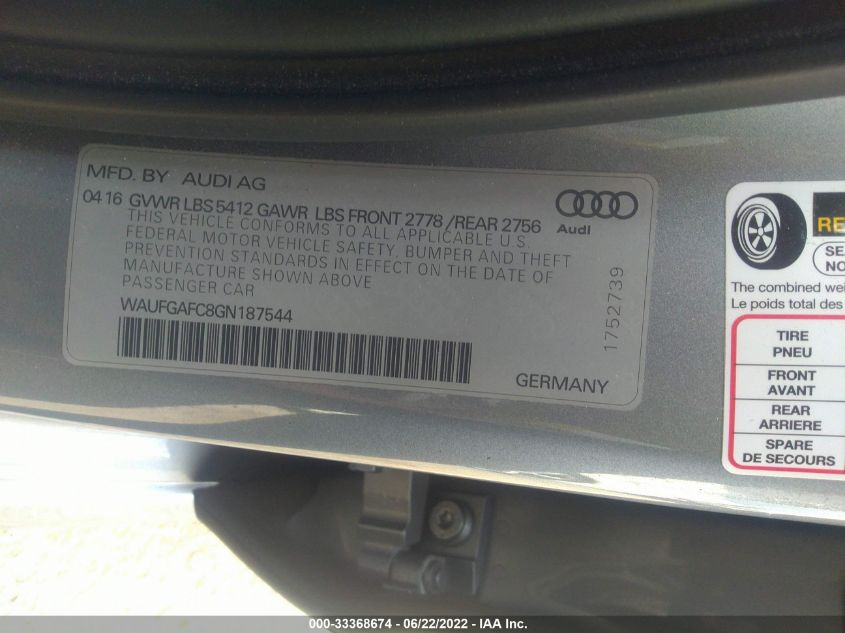 MFD. BY AUDI AG
04 16 GVWR LBS 5412 GAWR LBS FRONT 2778 /REAR 2756
THIS VEHICLE CONFORMS TO ALL APPLICABLE U.S.
FEDERAL MOTOR VEHICLE SAFETY, BUMPER AND THEFT
PREVENTION STANDARDS IN EFFECT ON THE DATE OF
MANUFACTURE SHOWN ABOVE
PASSENGER CAR
WAUFGAFC8GN187544
Audi
1752739
GERMANY
The combined
Le poids total des
TIRE
PNEU
FRONT
AVANT
REAR
ARRIERE
SPARE
DE SECOURS
000-33368674 - 06/22/2022 - IAA Inc.